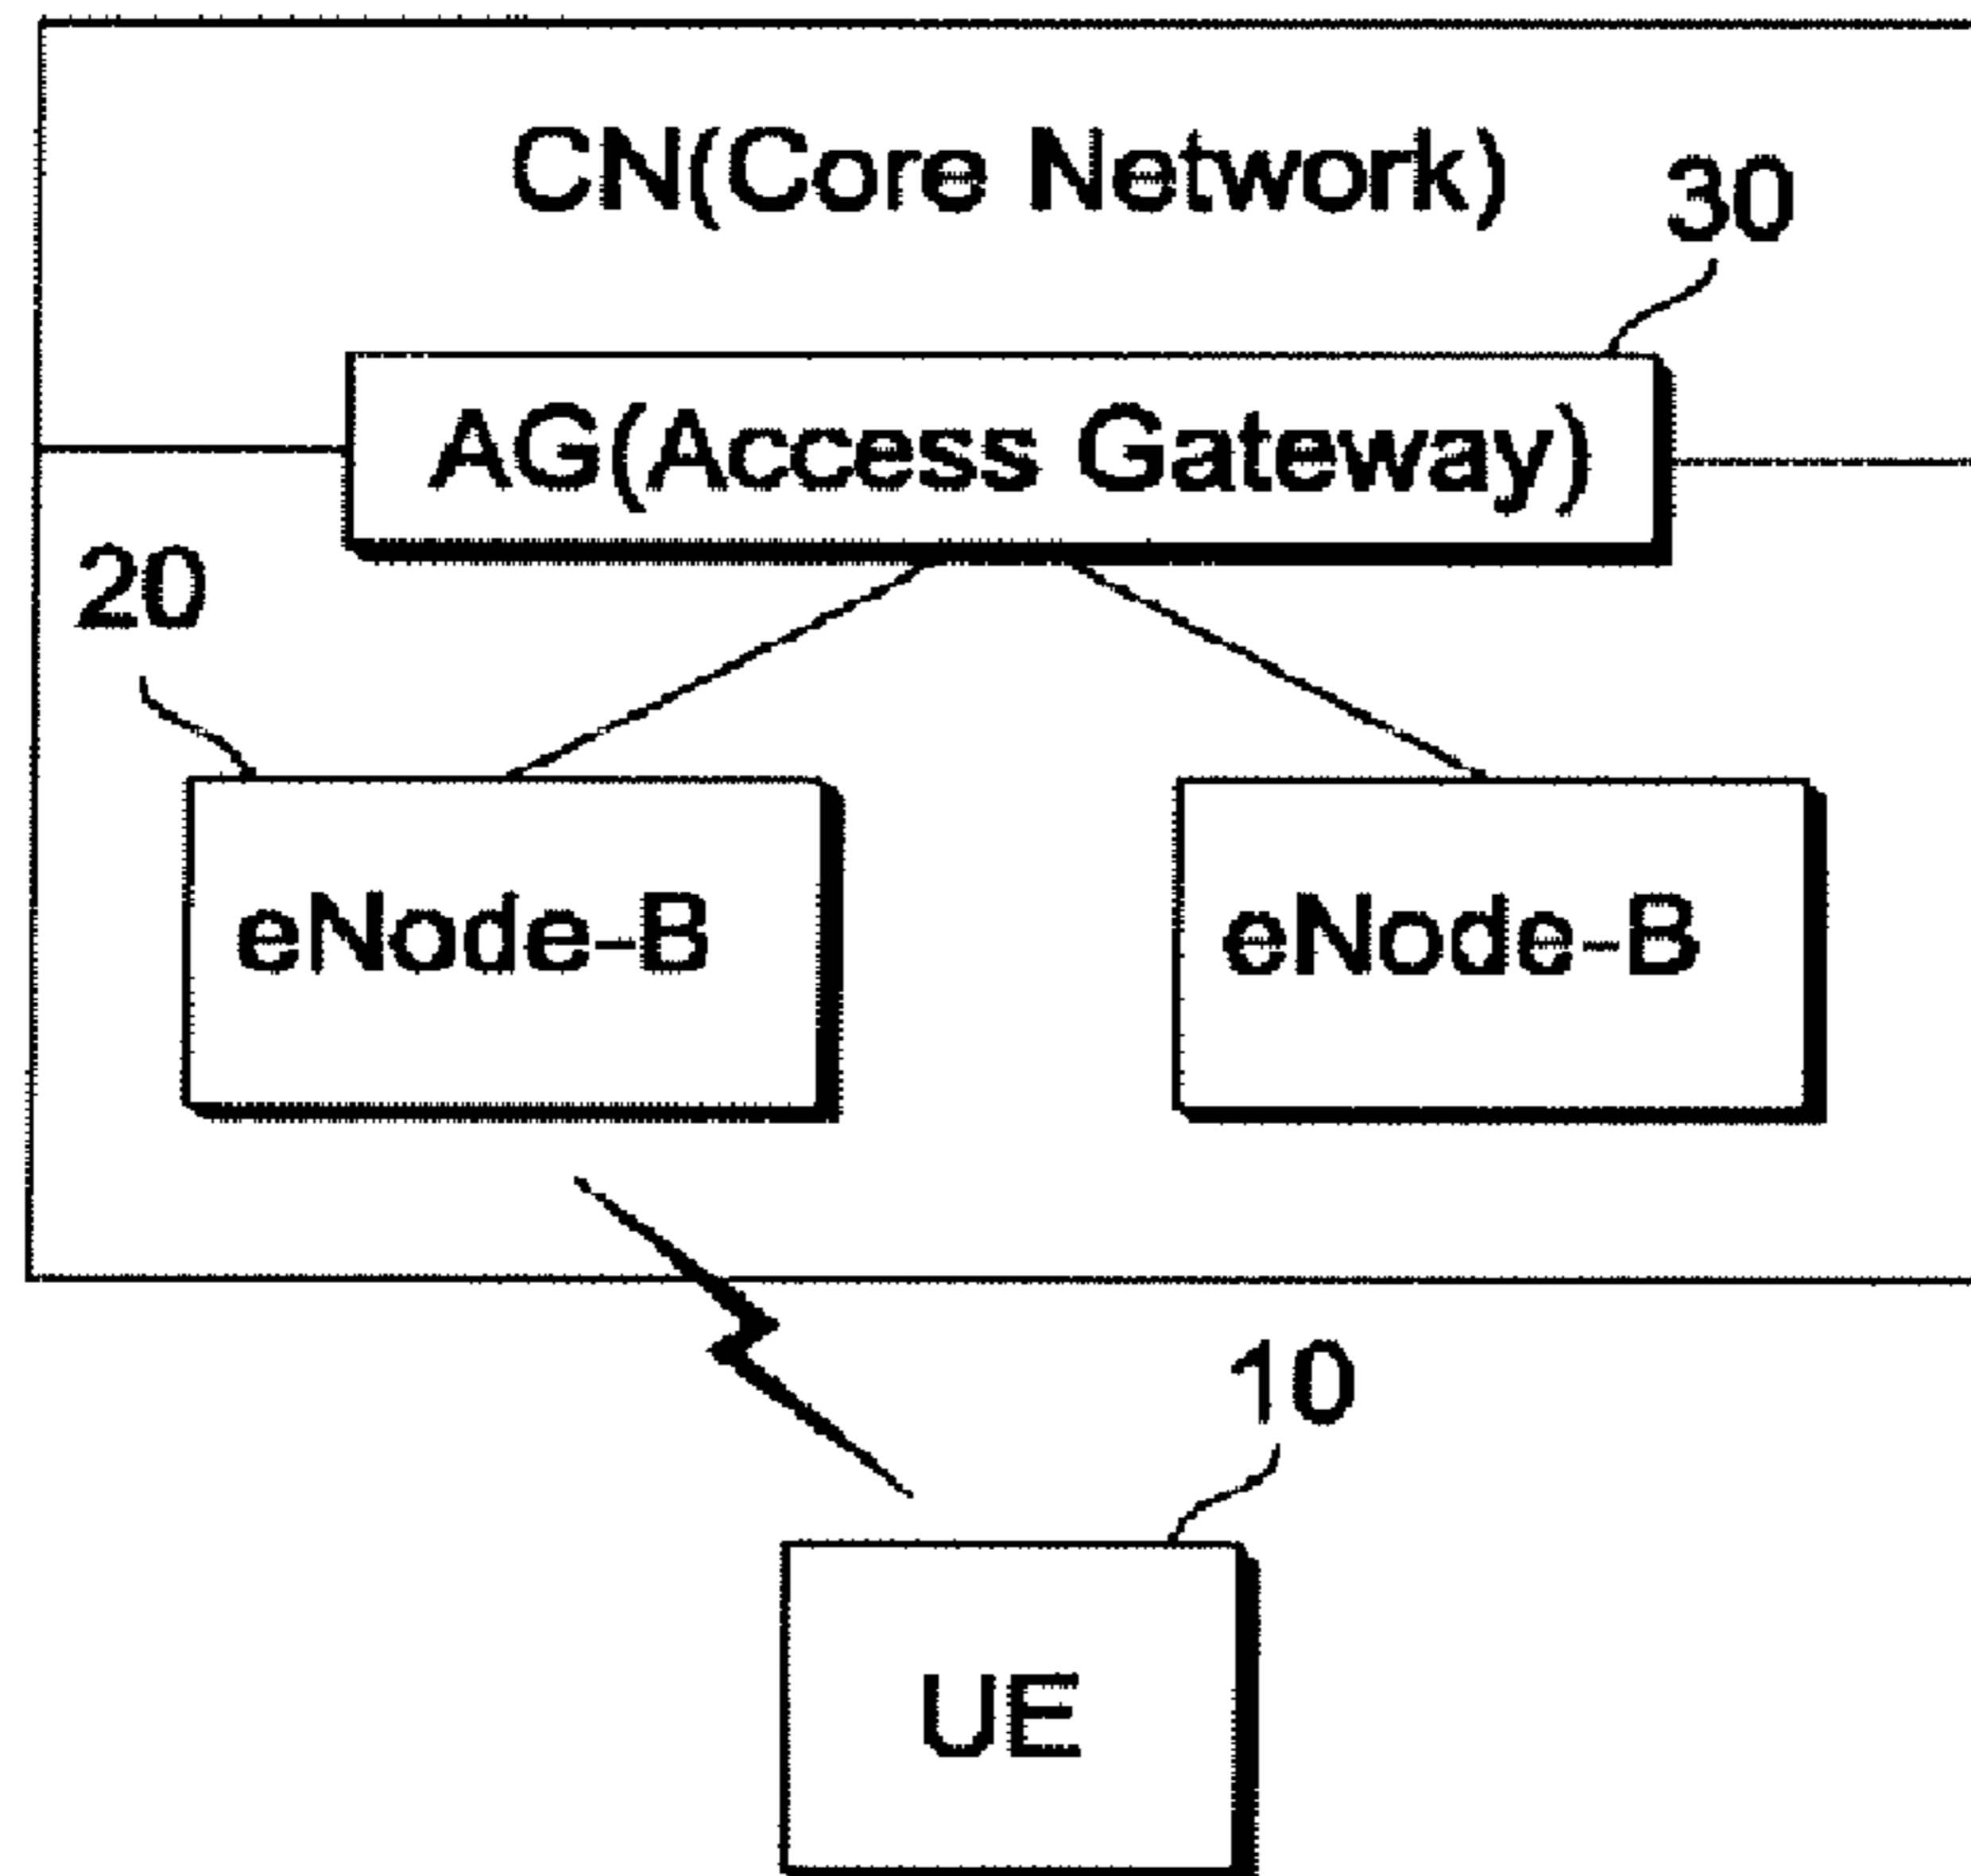 CN(Core Network)
30
AG(Access Gateway)
20
eNode-B
eNode-B
10
UE